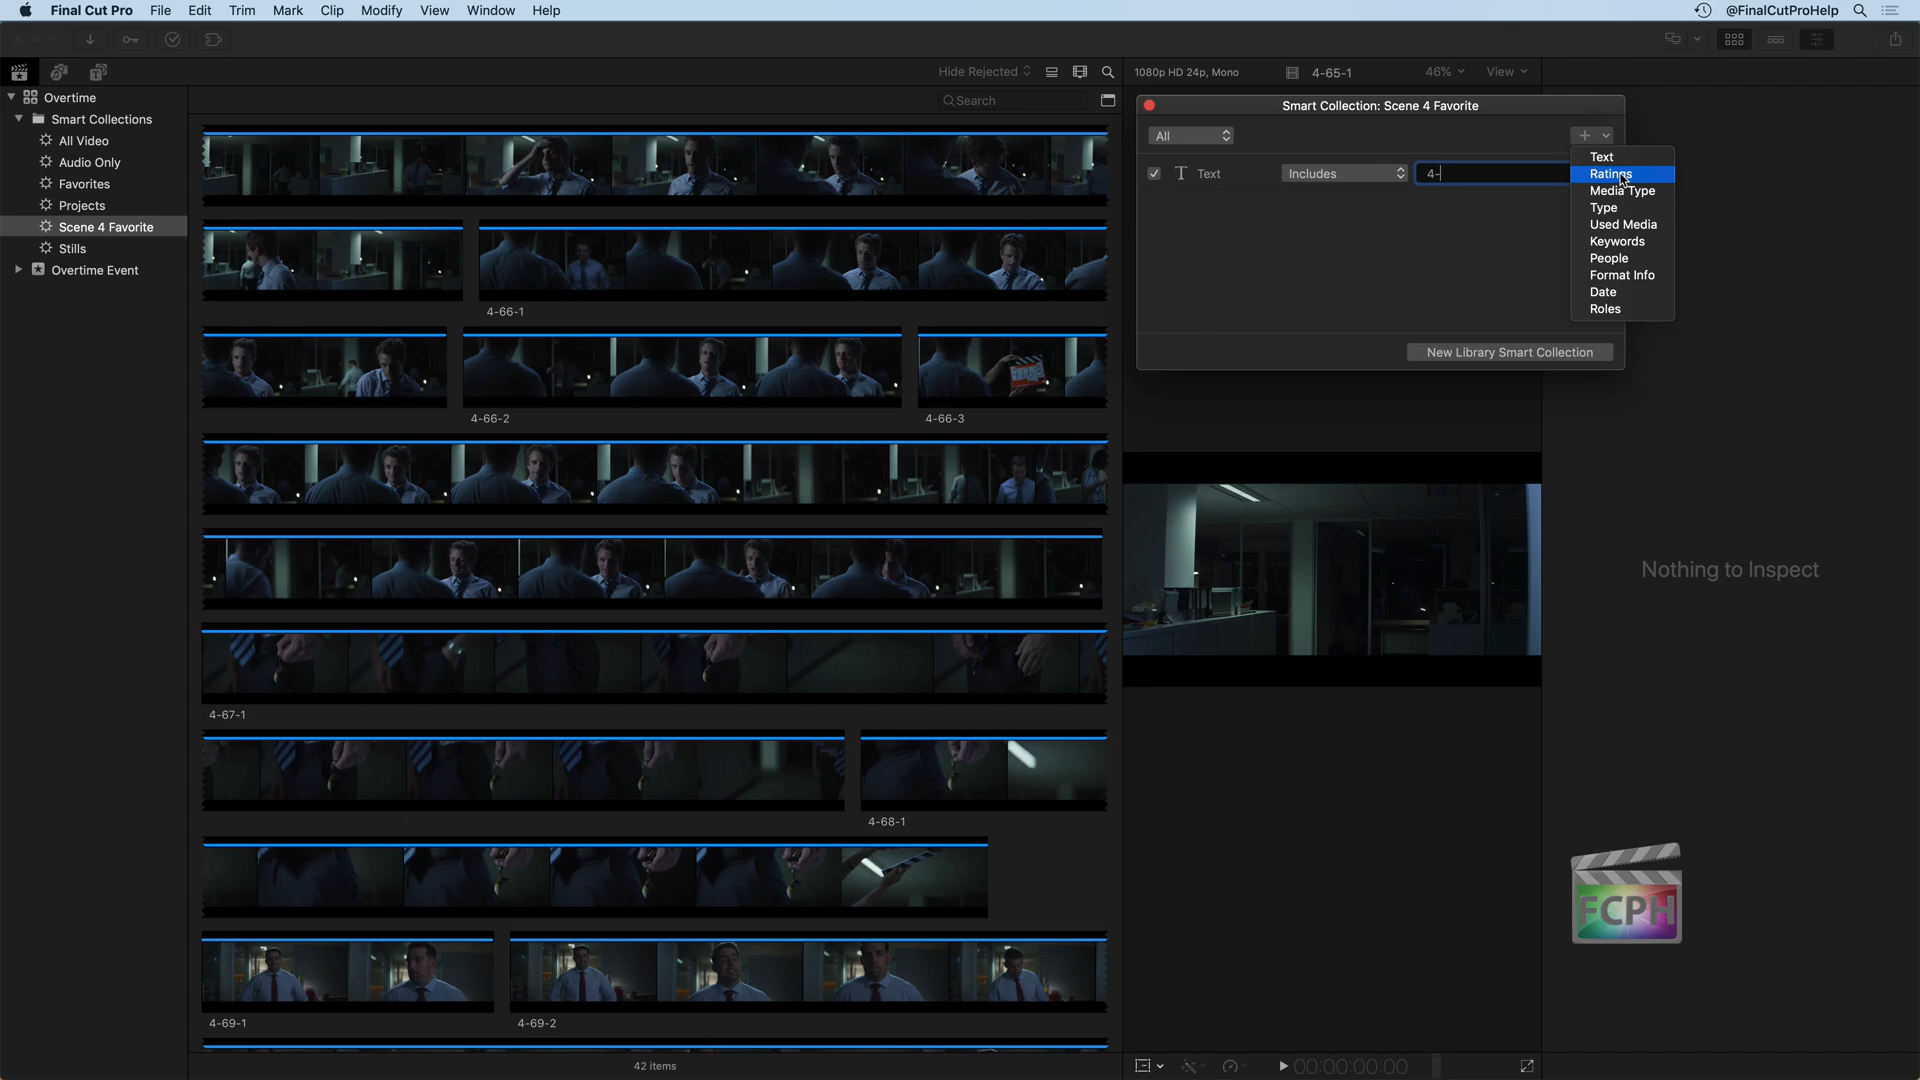 Final Cut Pro File Edit Trim Mark Clip Modify View Window Help @FinalCutProHelp
Hide Rejected 1080p HD 24p, Mono 4-65-1 46% View
Overtime
Smart Collections
All Video
Audio Only
Favorites
Projects
Scene 4 Favorite
Stills
Overtime Event
Search
4-66-1
4-66-2 4-66-3
4-67-1
4-68-1
4-69-1 4-69-2
42 items
Smart Collection: Scene 4 Favorite
All
Text Includes 4-
Text
Ratings
Media Type
Type
Used Media
Keywords
People
Format Info
Date
Roles
New Library Smart Collection
Nothing to Inspect
FCPH
00:00:00:00